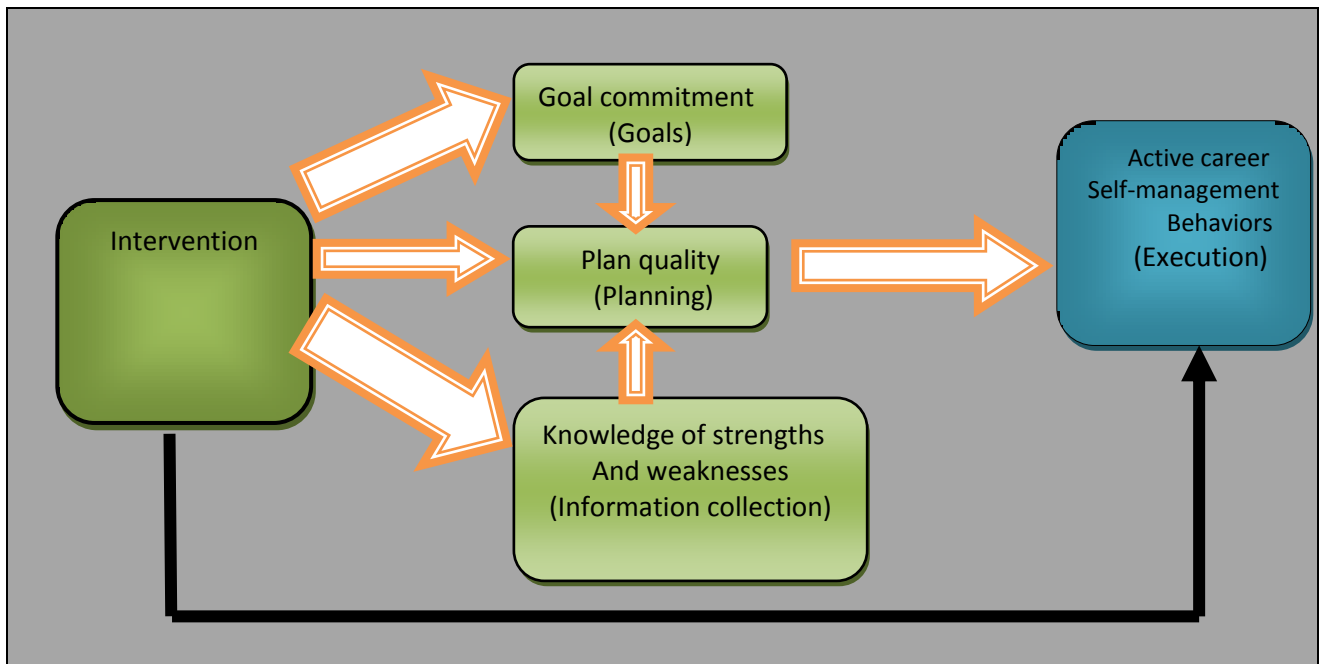 Intervention
Goal commitment
(Goals)
Plan quality
(Planning)
Knowledge of strengths
And weaknesses
(Information collection)
Active career
Self-management
Behaviors
(Execution)